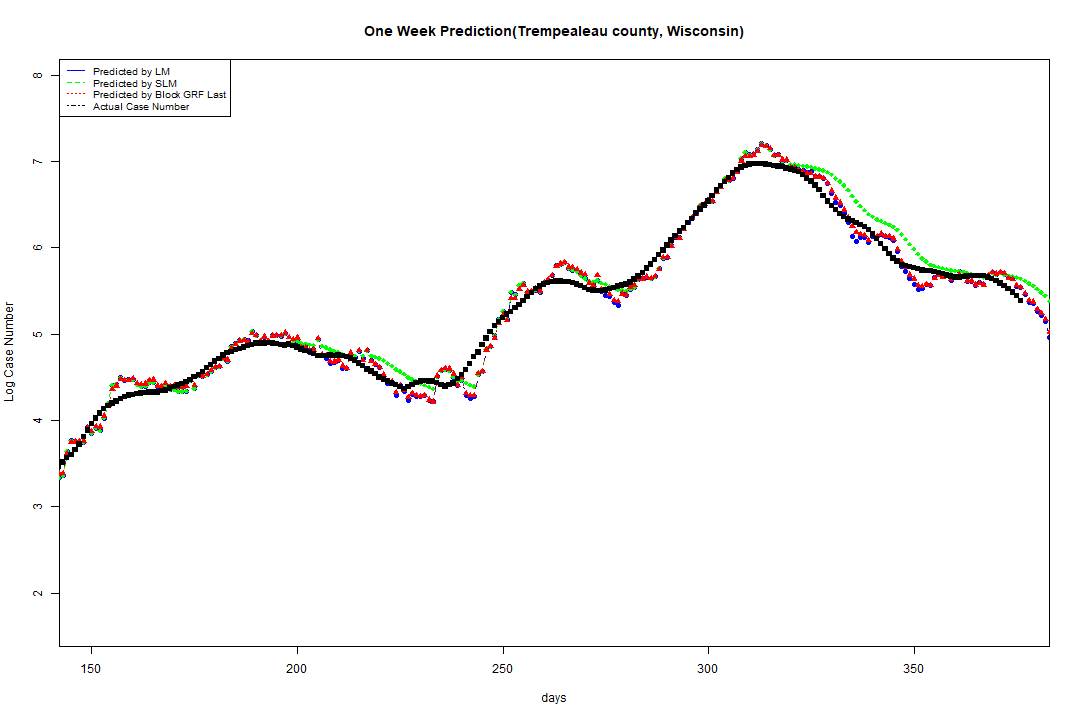 One Week Prediction(Trempealeau county, Wisconsin)
Predicted by LM
Predicted by SLM
Predicted by Block GRF Last
Actual Case Number
Log Case Number
8
7
6
5
4
3
2
150 200 250 300 350
days